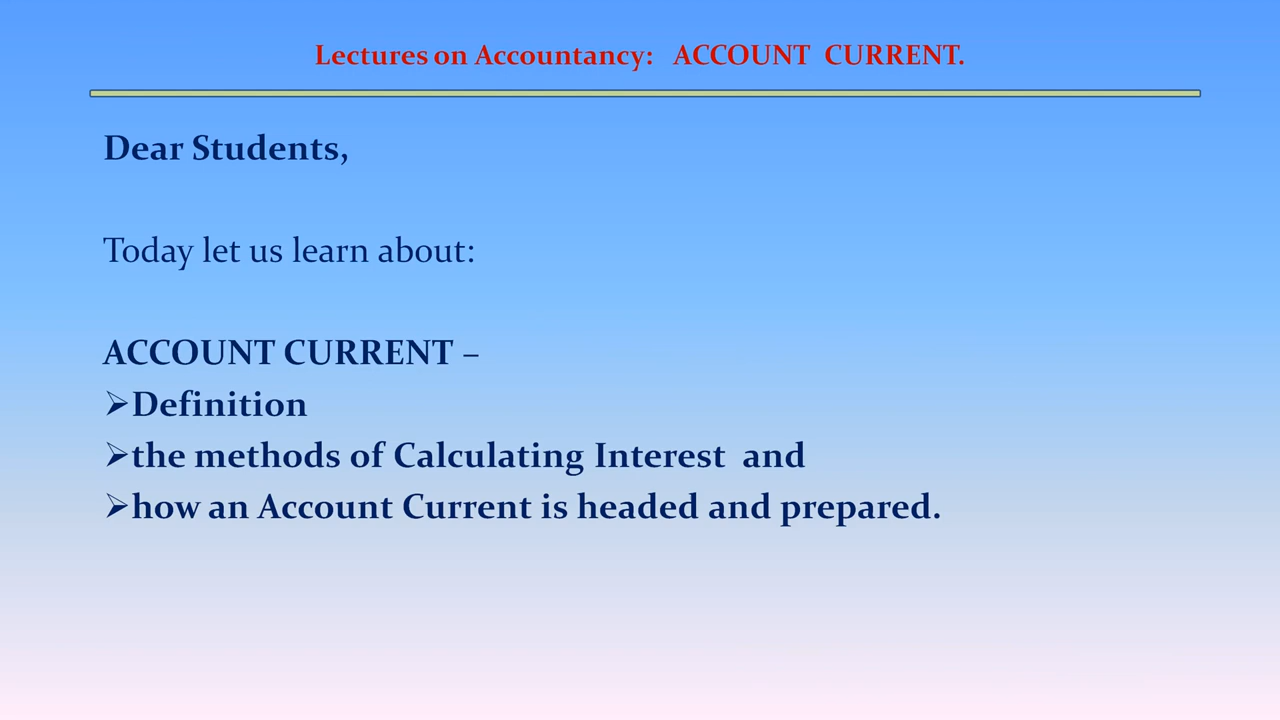 Lectures on Accountancy: ACCOUNT CURRENT.
Dear Students,
Today let us learn about:
ACCOUNT CURRENT –
➢Definition
➢the methods of Calculating Interest and
➢how an Account Current is headed and prepared.